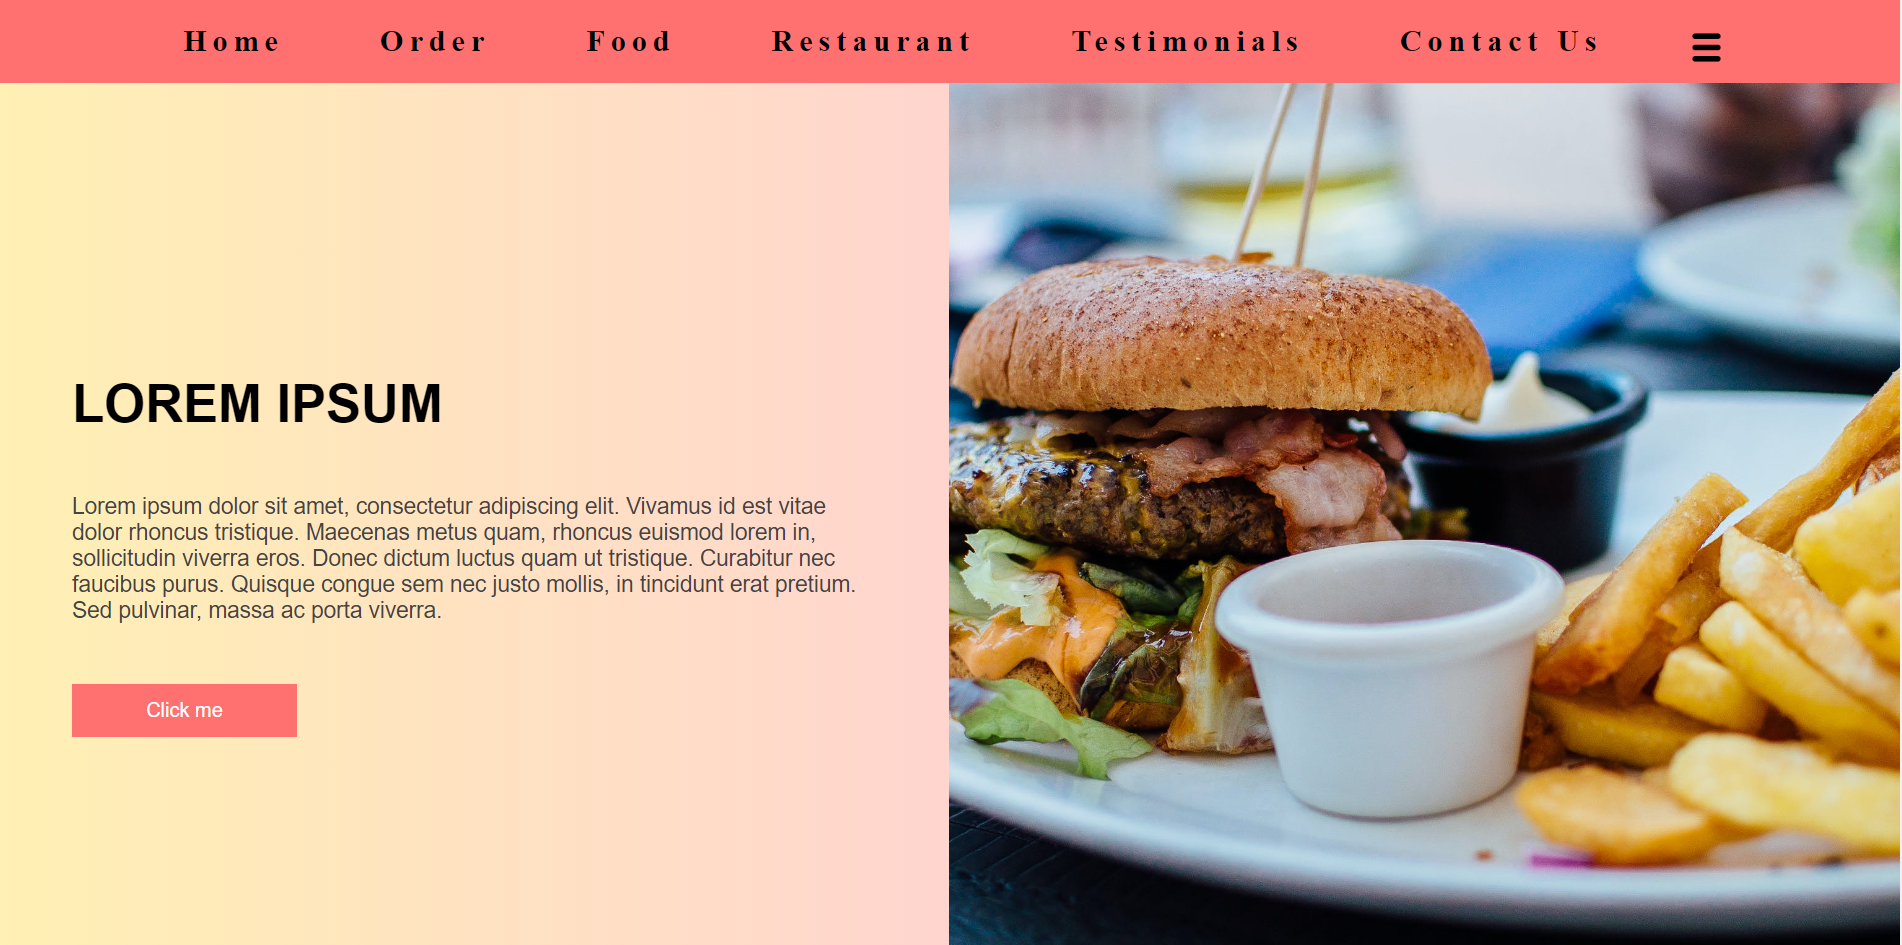 Home Order Food Restaurant Testimonials Contact Us
LOREM IPSUM
Lorem ipsum dolor sit amet, consectetur adipiscing elit. Vivamus id est vitae
dolor rhoncus tristique. Maecenas metus quam, rhoncus euismod lorem in,
sollicitudin viverra eros. Donec dictum luctus quam ut tristique. Curabitur nec
faucibus purus. Quisque congue sem nec justo mollis, in tincidunt erat pretium.
Sed pulvinar, massa ac porta viverra.
Click me